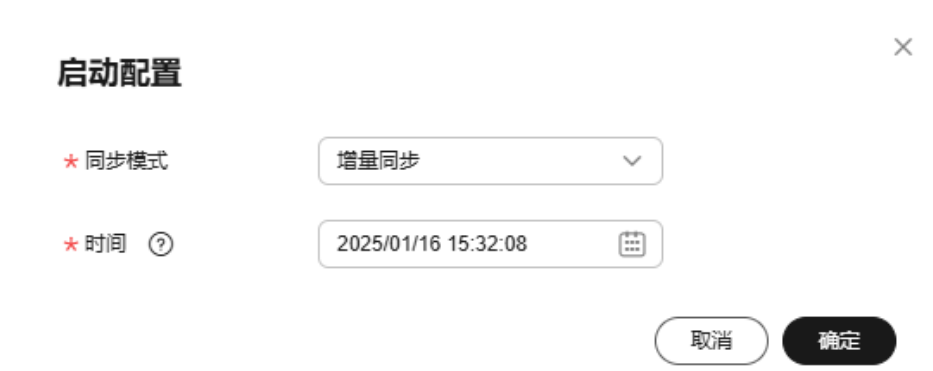 启动配置
* 同步模式 增量同步
* 时间 ? 2025/01/16 15:32:08
取消 确定